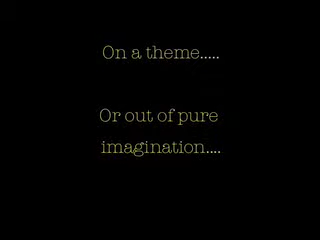 On a theme.....
Or out of pure
imagination....